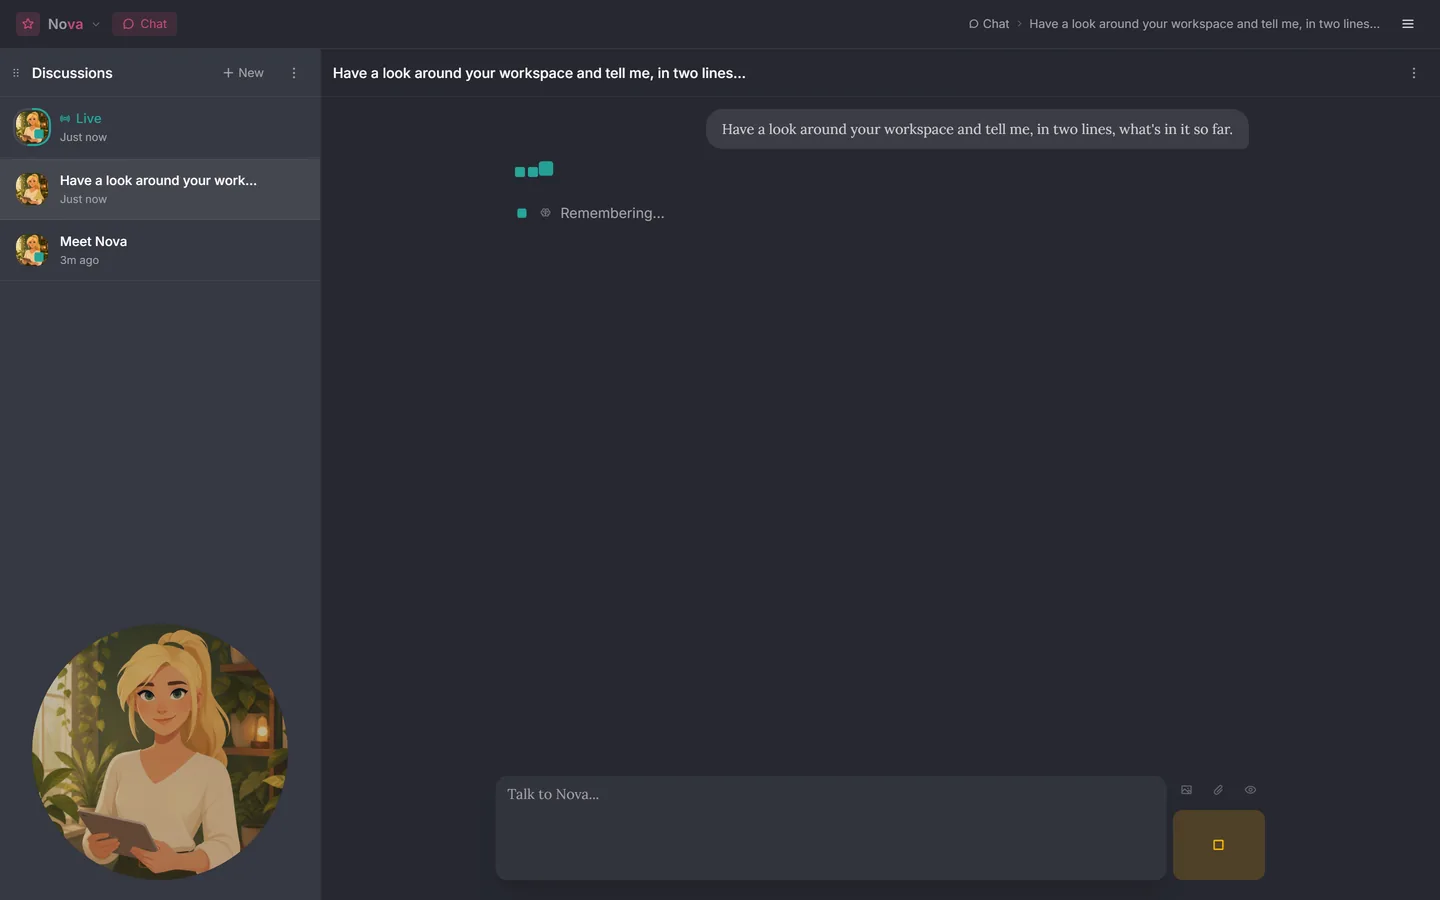 Nova
Chat
Chat
Have a look around your workspace and tell me, in two lines...
Discussions
New
Have a look around your workspace and tell me, in two lines...
Live
Just now
Have a look around your work...
Just now
Meet Nova
3m ago
Have a look around your workspace and tell me, in two lines, what's in it so far.
Remembering...
Talk to Nova...